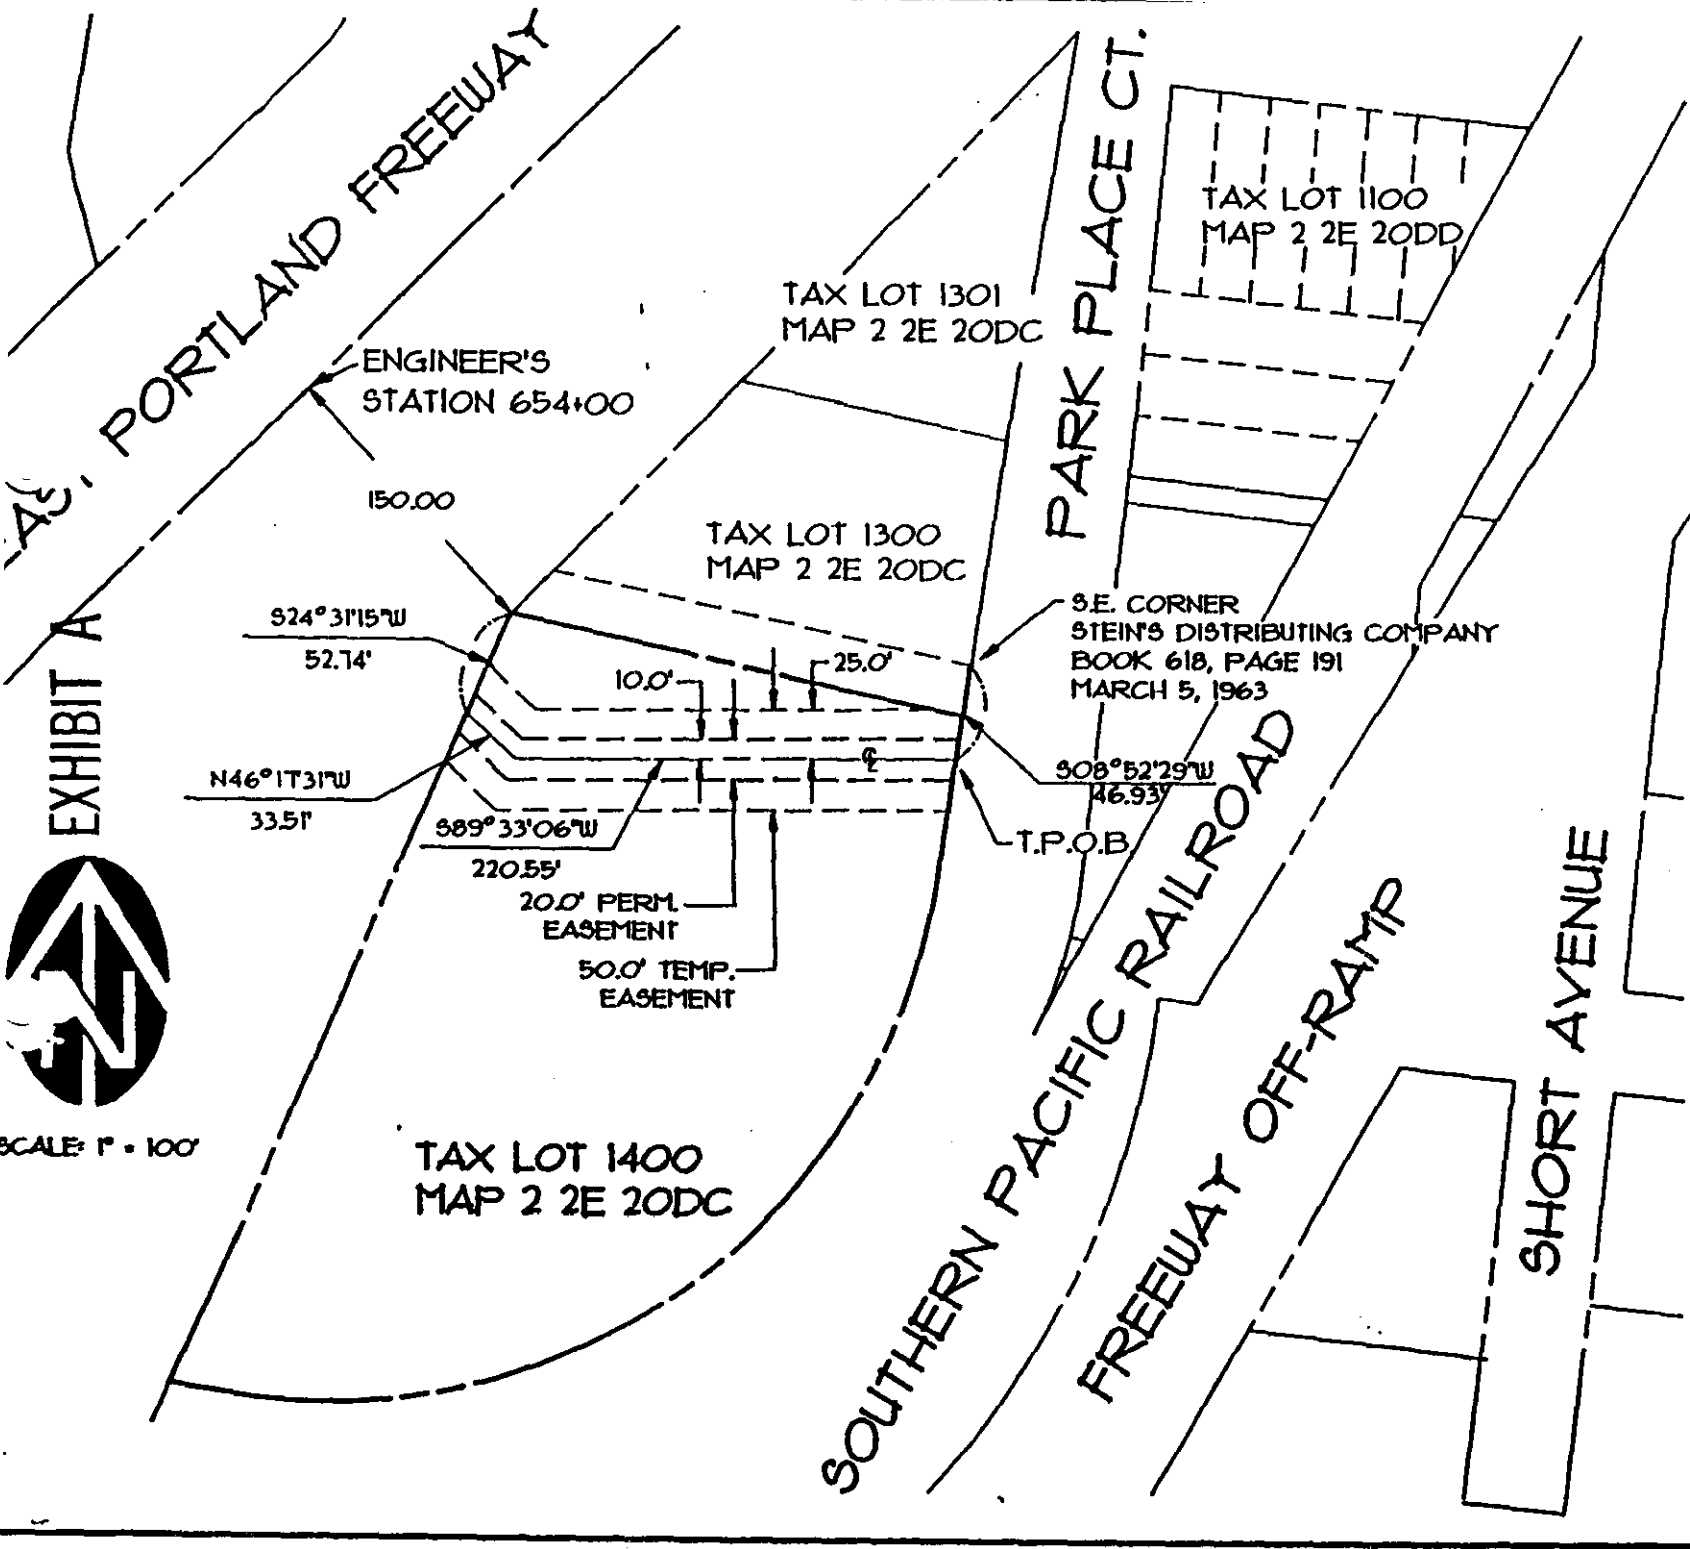 PORTLAND FREEWAY
PARK PLACE CT.
TAX LOT 1100
MAP 2 2E 20DD
TAX LOT 1301
MAP 2 2E 20DC
ENGINEER'S
STATION 654+00
150.00
TAX LOT 1300
MAP 2 2E 20DC
S24°31'15"W
52.74'
10.0'
25.0'
S.E. CORNER
STEIN'S DISTRIBUTING COMPANY
BOOK 618, PAGE 191
MARCH 5, 1963
EXHIBIT A
N46°17'31"W
33.51'
S89°33'06"W
220.55'
S08°52'29"W
46.93'
T.P.O.B.
20.0' PERM.
EASEMENT
50.0' TEMP.
EASEMENT
N
SCALE: 1" = 100'
TAX LOT 1400
MAP 2 2E 20DC
SOUTHERN PACIFIC RAILROAD
FREEWAY OFF-RAMP
SHORT AVENUE